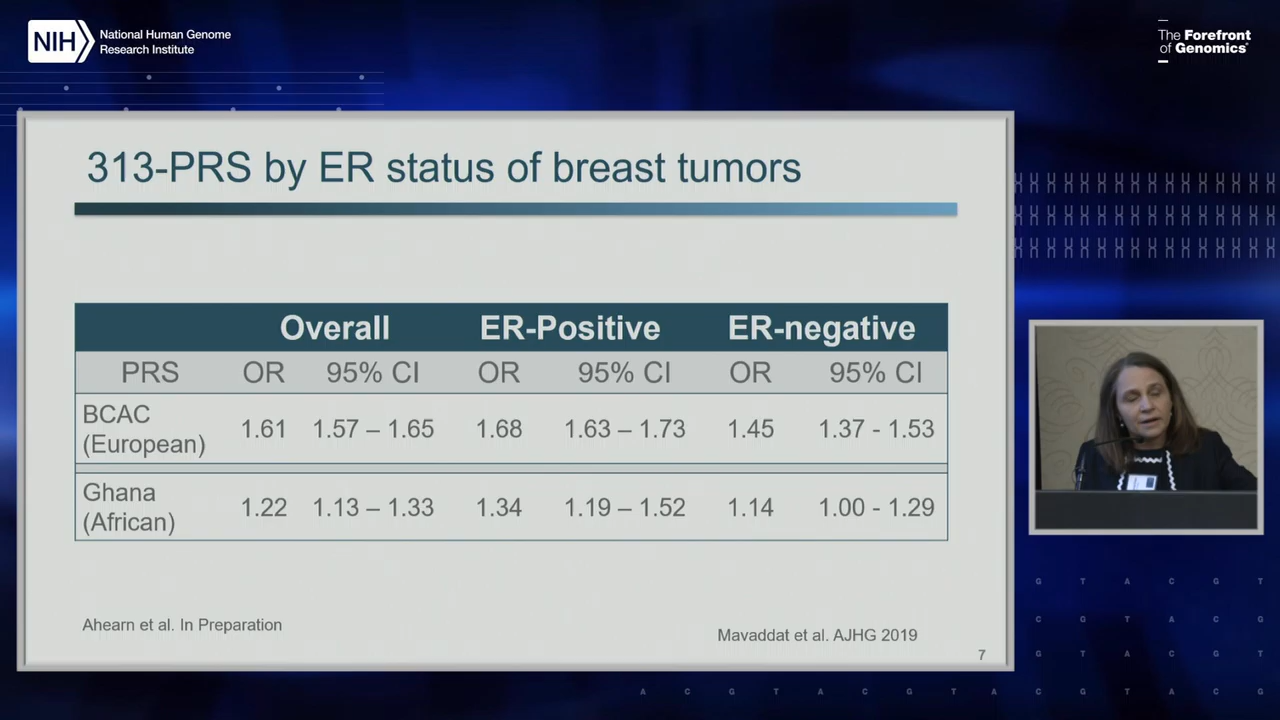 NIH
National Human Genome
Research Institute
The Forefront
of Genomics®
313-PRS by ER status of breast tumors
Overall ER-Positive ER-negative
PRS OR 95% CI OR 95% CI OR 95% CI
BCAC
(European) 1.61 1.57 – 1.65 1.68 1.63 – 1.73 1.45 1.37 - 1.53
Ghana
(African) 1.22 1.13 – 1.33 1.34 1.19 – 1.52 1.14 1.00 - 1.29
Ahearn et al. In Preparation
Mavaddat et al. AJHG 2019
7
G T A C G T
C G T A C G
G T A C G T
A C G T A C G T A C G T A C G